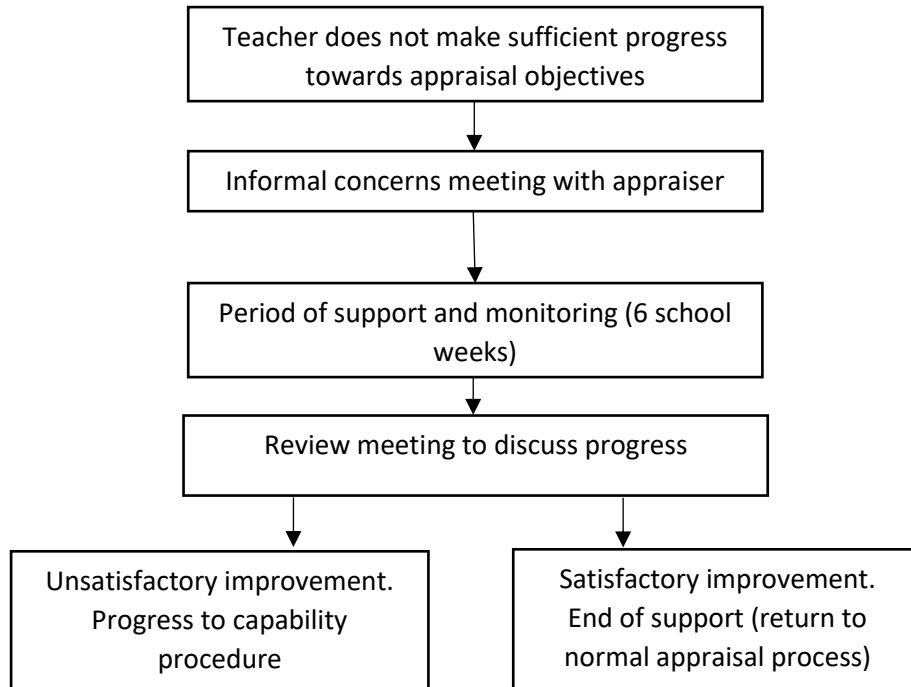 Teacher does not make sufficient progress
towards appraisal objectives
Informal concerns meeting with appraiser
Period of support and monitoring (6 school
weeks)
Review meeting to discuss progress
Unsatisfactory improvement.
Progress to capability
procedure
Satisfactory improvement.
End of support (return to
normal appraisal process)